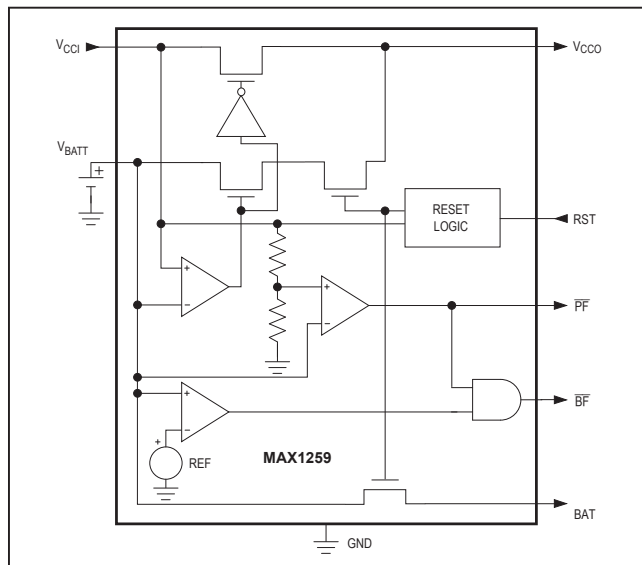 VCCI
VCCO
VBATT
+
RESET
LOGIC
RST
+
−
+
−
PF
+
−
BF
+
REF
MAX1259
BAT
GND